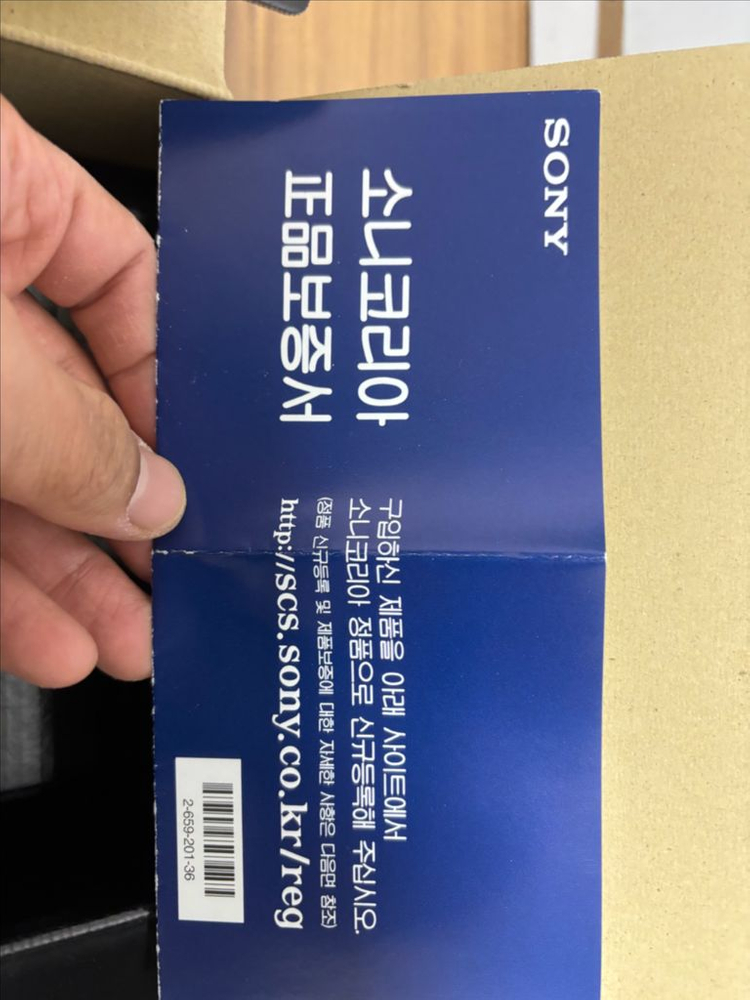 SONY
소니코리아
正品보증서
구입하신 제품을 아래 사이트에서
소니코리아 정품으로 신규등록해 주십시오.
(정품 신규등록 및 제품보증에 대한 자세한 사항은 다음면 참조)
http://scs.sony.co.kr/reg
2-659-201-36